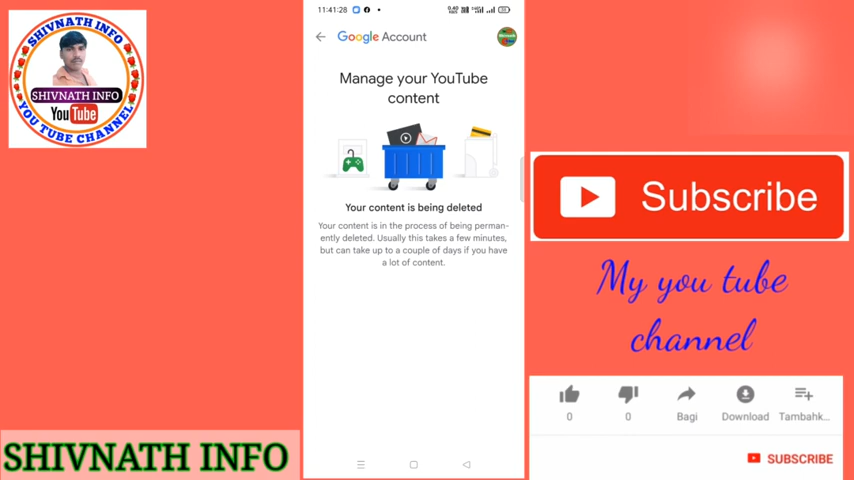 SHIVNATH INFO
SHIVNATH INFO
YouTube
YOU TUBE CHANNEL
11:41:28
Google Account
Manage your YouTube
content
Your content is being deleted
Your content is in the process of being perman-
ently deleted. Usually this takes a few minutes,
but can take up to a couple of days if you have
a lot of content.
Subscribe
My you tube
channel
0
0
Bagi
Download
Tambahk...
SUBSCRIBE
SHIVNATH INFO